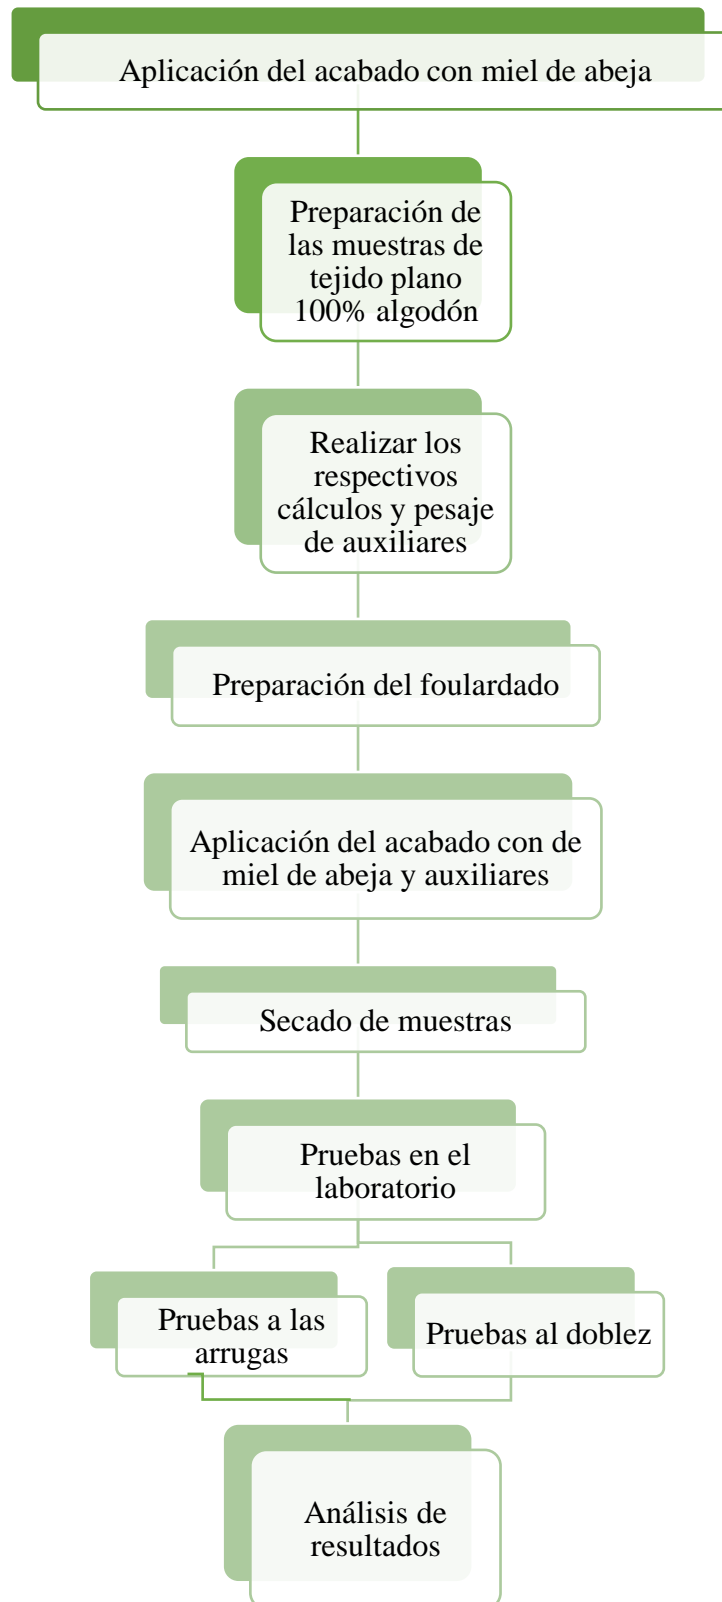 Aplicación del acabado con miel de abeja
Preparación de
las muestras de
tejido plano
100% algodón
Realizar los
respectivos
cálculos y pesaje
de auxiliares
Preparación del foulardado
Aplicación del acabado con de
miel de abeja y auxiliares
Secado de muestras
Pruebas en el
laboratorio
Pruebas a las
arrugas
Pruebas al doblez
Análisis de
resultados